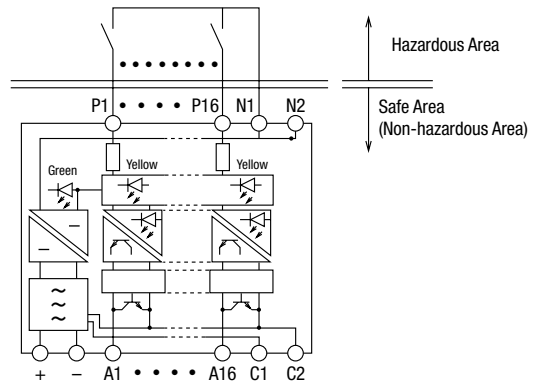 Hazardous Area
Safe Area
(Non-hazardous Area)
P1 • • • • P16 N1 N2
Green
Yellow
Yellow
+ − A1 • • • • A16 C1 C2